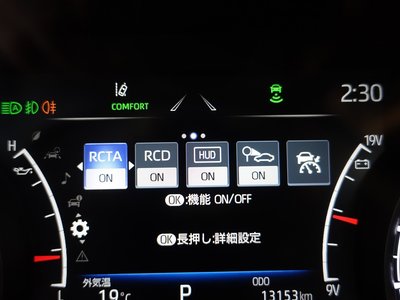 COMFORT
2:30
H
19V
RCTA
RCD
HUD
ON
ON
ON
ON
OK:機能 ON/OFF
OK長押し:詳細設定
外気温
ODO
19℃
P
13153km